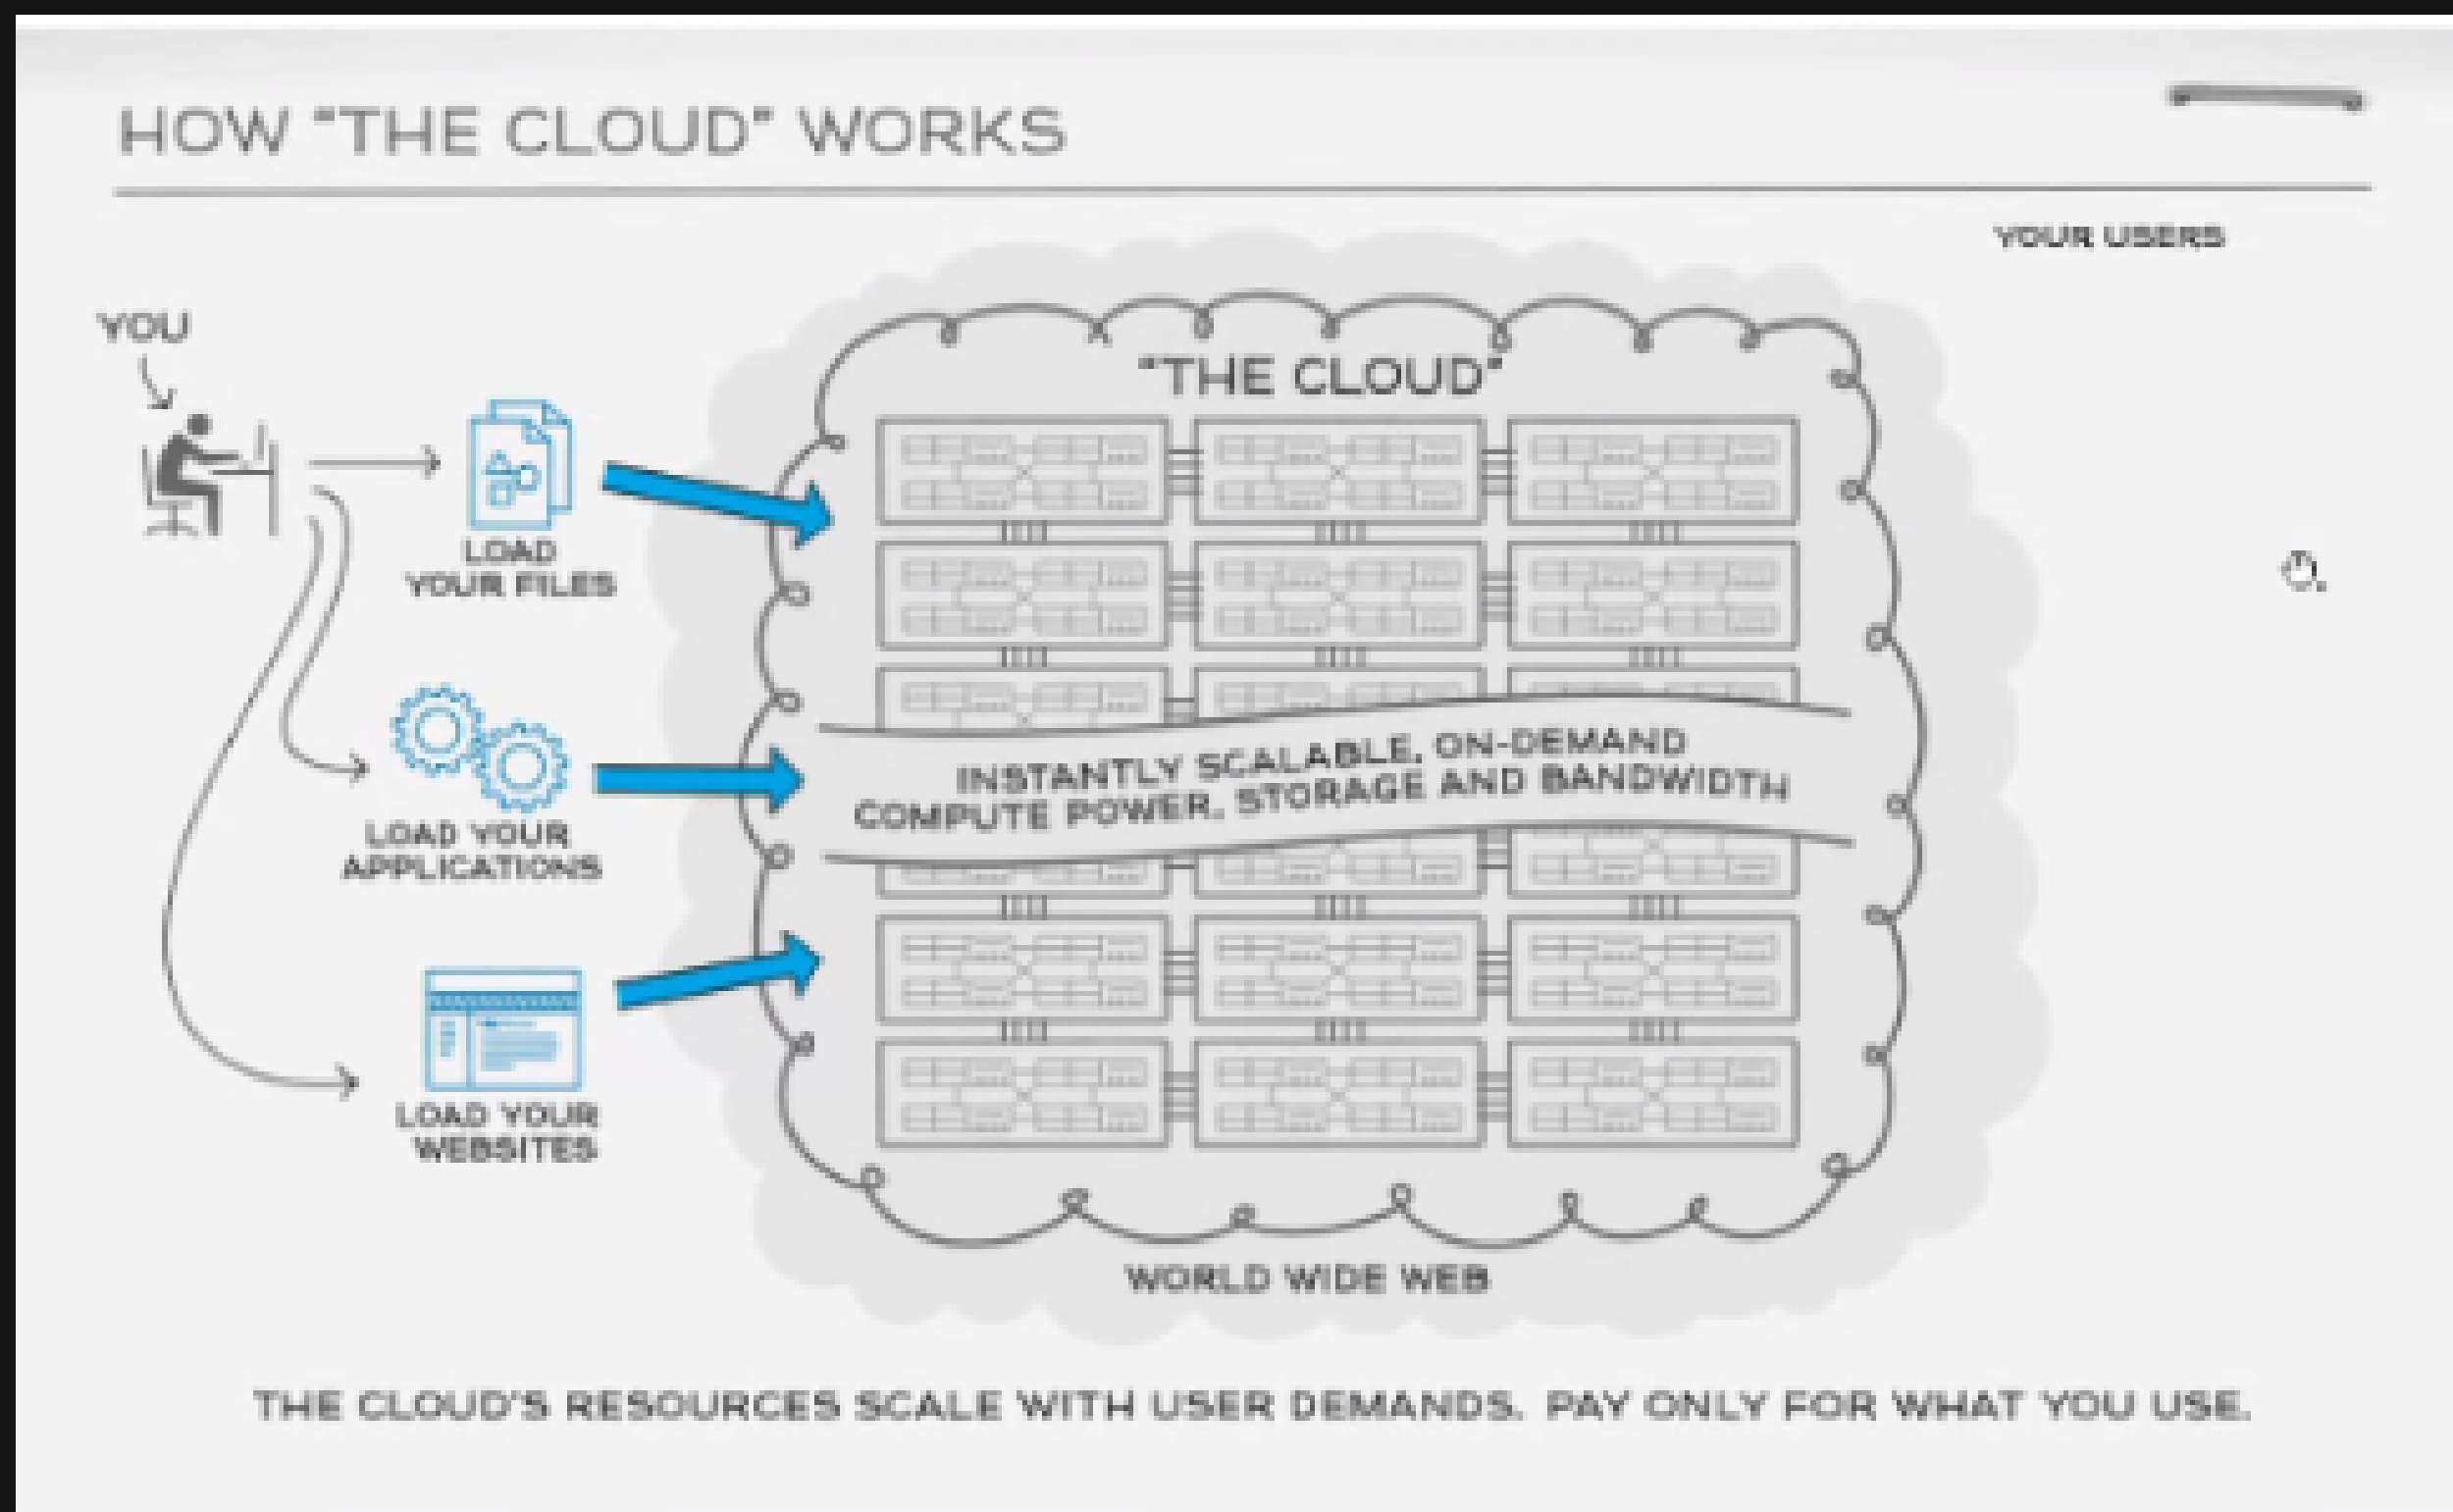 HOW "THE CLOUD" WORKS
YOUR USERS
YOU
"THE CLOUD"
LOAD
YOUR FILES
INSTANTLY SCALABLE, ON-DEMAND
COMPUTE POWER, STORAGE AND BANDWIDTH
LOAD YOUR
APPLICATIONS
LOAD YOUR
WEBSITES
WORLD WIDE WEB
THE CLOUD'S RESOURCES SCALE WITH USER DEMANDS. PAY ONLY FOR WHAT YOU USE.